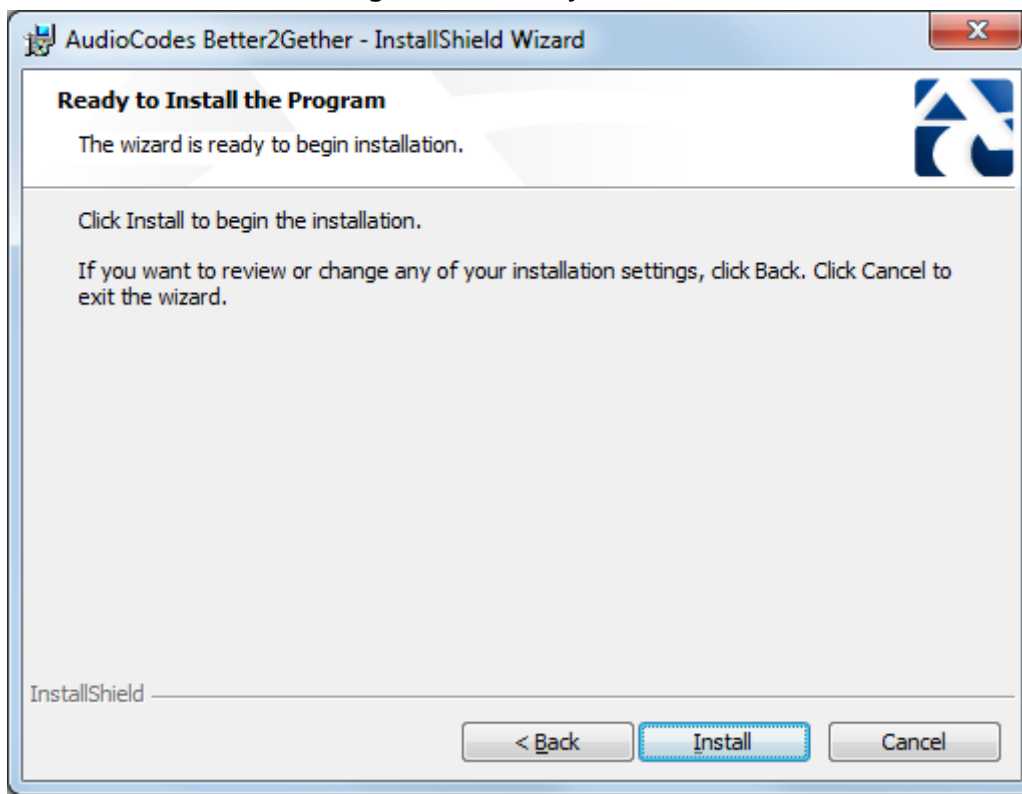 AudioCodes Better2Gether - InstallShield Wizard
Ready to Install the Program
The wizard is ready to begin installation.
Click Install to begin the installation.
If you want to review or change any of your installation settings, click Back. Click Cancel to
exit the wizard.
InstallShield
< Back Install Cancel